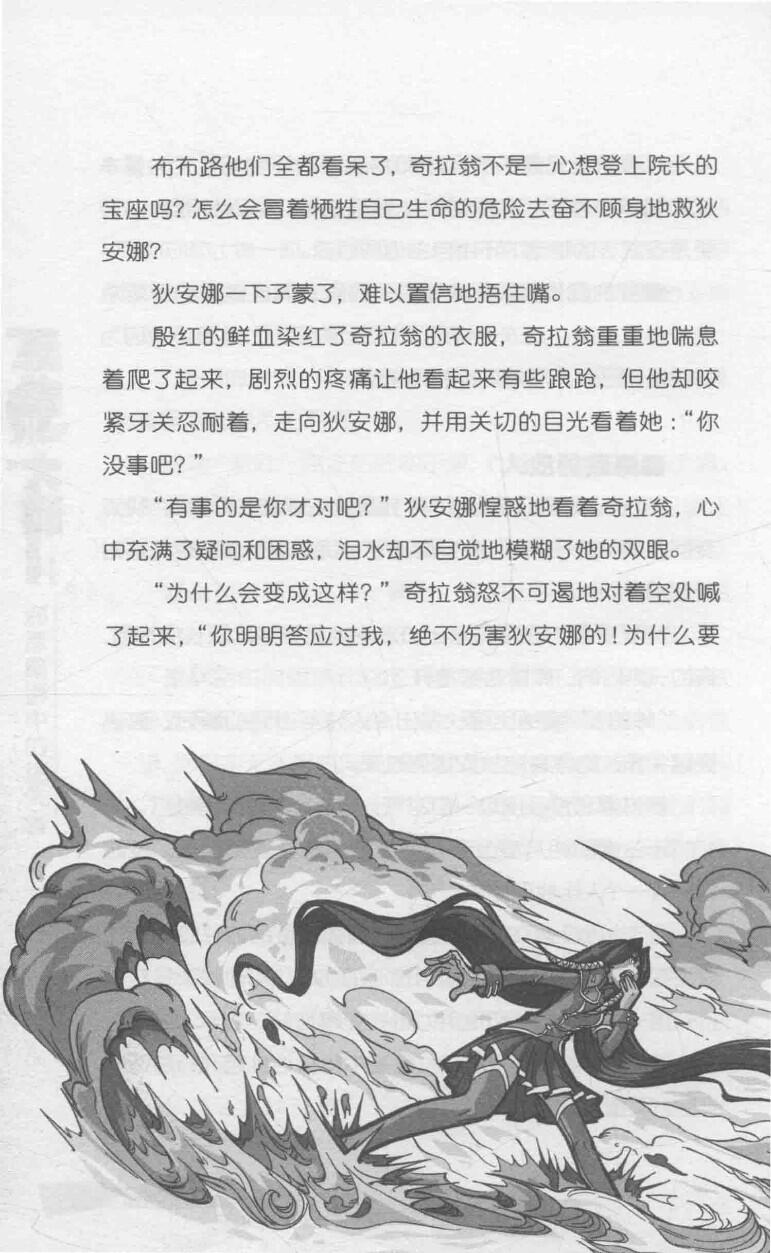 布布路他们全都看呆了，奇拉翁不是一心想登上院长的
宝座吗？怎么会冒着牺牲自己生命的危险去奋不顾身地救狄
安娜？
狄安娜一下子蒙了，难以置信地捂住嘴。
殷红的鲜血染红了奇拉翁的衣服，奇拉翁重重地喘息
着爬了起来，剧烈的疼痛让他看起来有些踉跄，但他却咬
紧牙关忍耐着，走向狄安娜，并用关切的目光看着她：“你
没事吧？”
“有事的是你才对吧？”狄安娜惶惑地看着奇拉翁，心
中充满了疑问和困惑，泪水却不自觉地模糊了她的双眼。
“为什么会变成这样？”奇拉翁怒不可遏地对着空处喊
了起来，“你明明答应过我，绝不伤害狄安娜的！为什么要